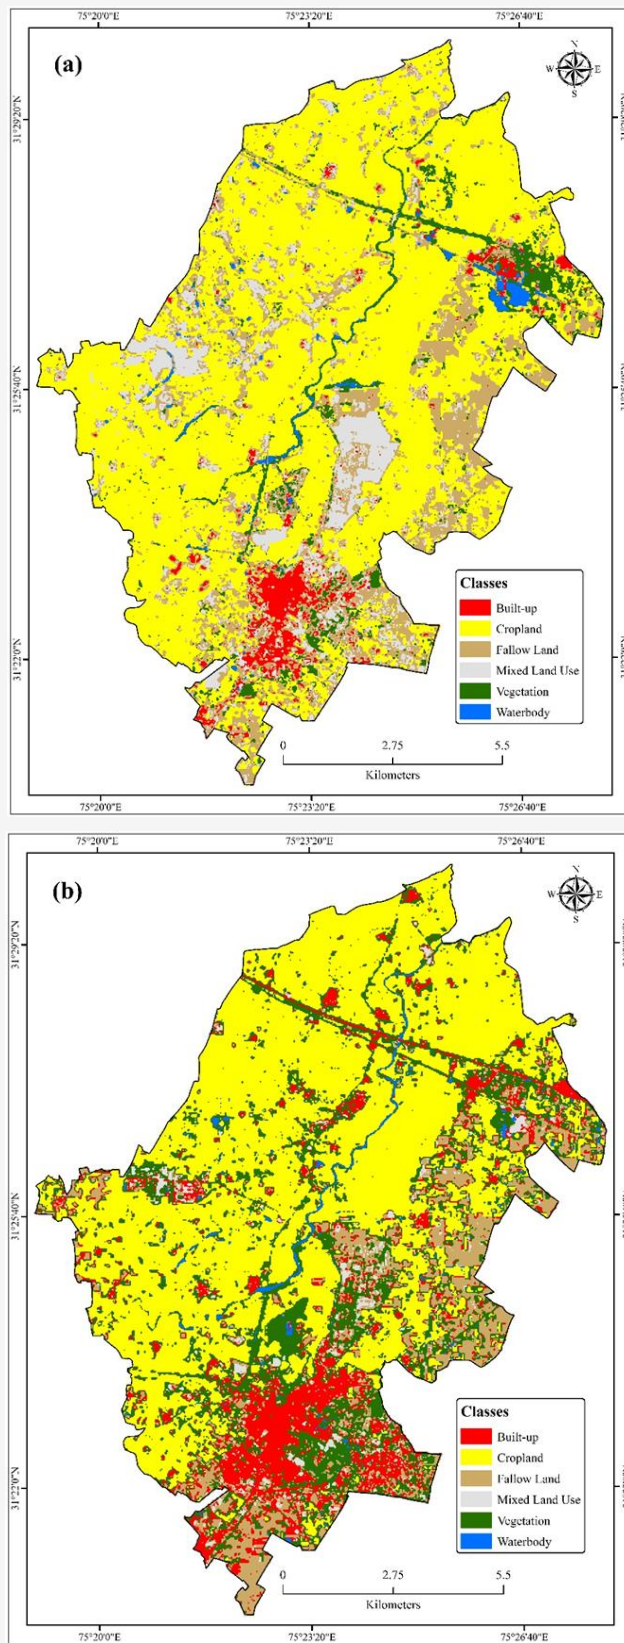 75°20'0"E 75°23'20"E 75°26'40"E
(a)
N
W E
S
31°29'20"N
31°25'40"N
31°22'0"N
Classes
Built-up
Cropland
Fallow Land
Mixed Land Use
Vegetation
Waterbody
0 2.75 5.5
Kilometers
75°20'0"E 75°23'20"E 75°26'40"E
75°20'0"E 75°23'20"E 75°26'40"E
(b)
N
W E
S
31°29'20"N
31°25'40"N
31°22'0"N
Classes
Built-up
Cropland
Fallow Land
Mixed Land Use
Vegetation
Waterbody
0 2.75 5.5
Kilometers
75°20'0"E 75°23'20"E 75°26'40"E